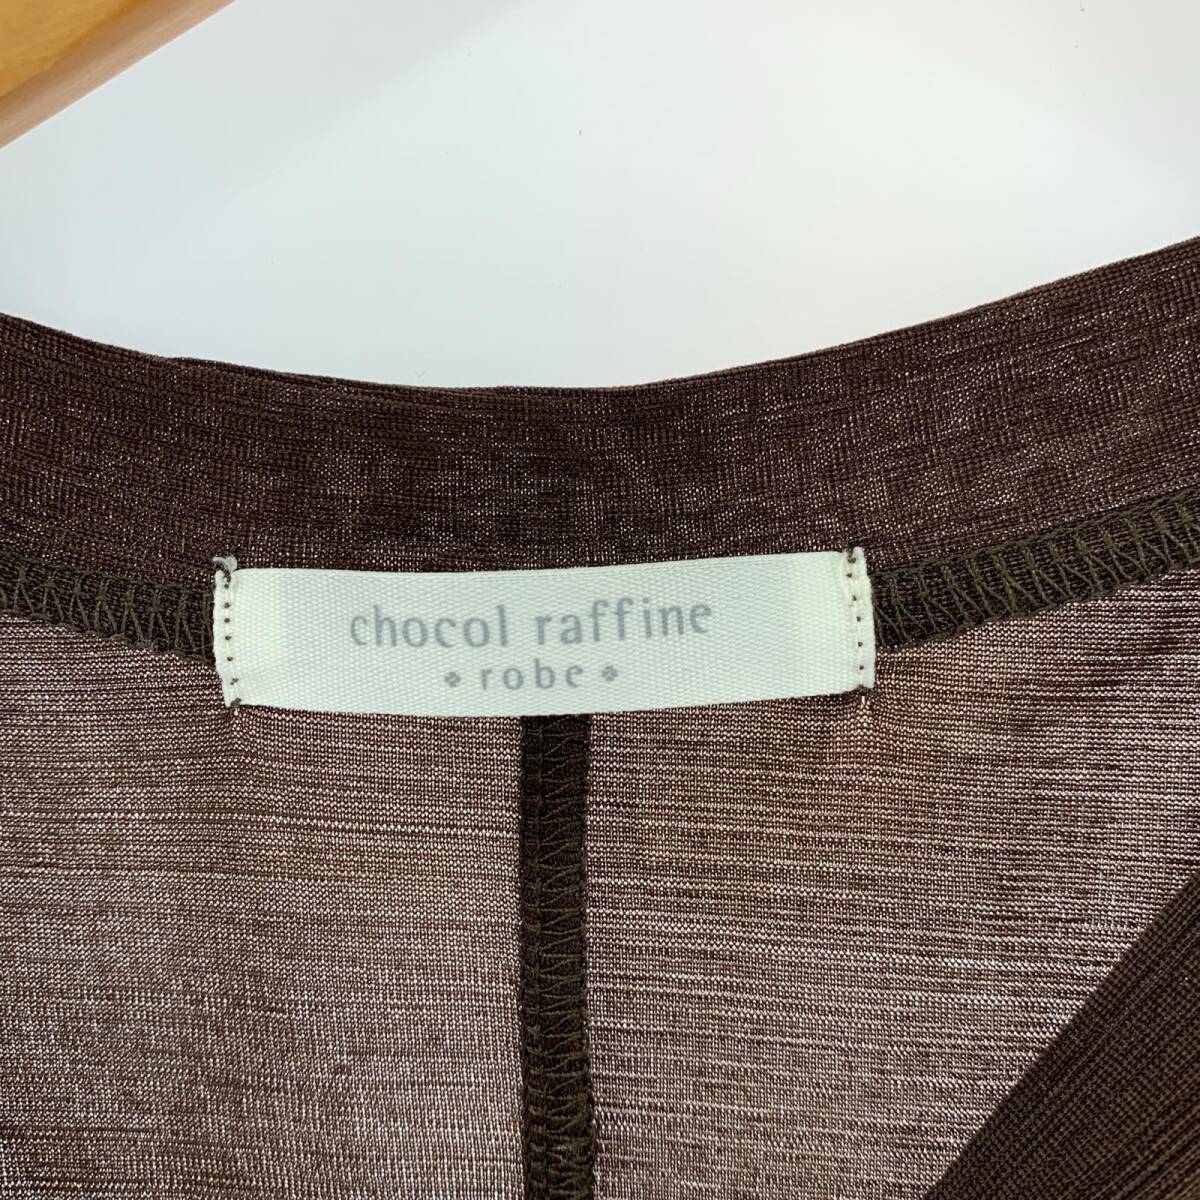 chocol raffine
robe